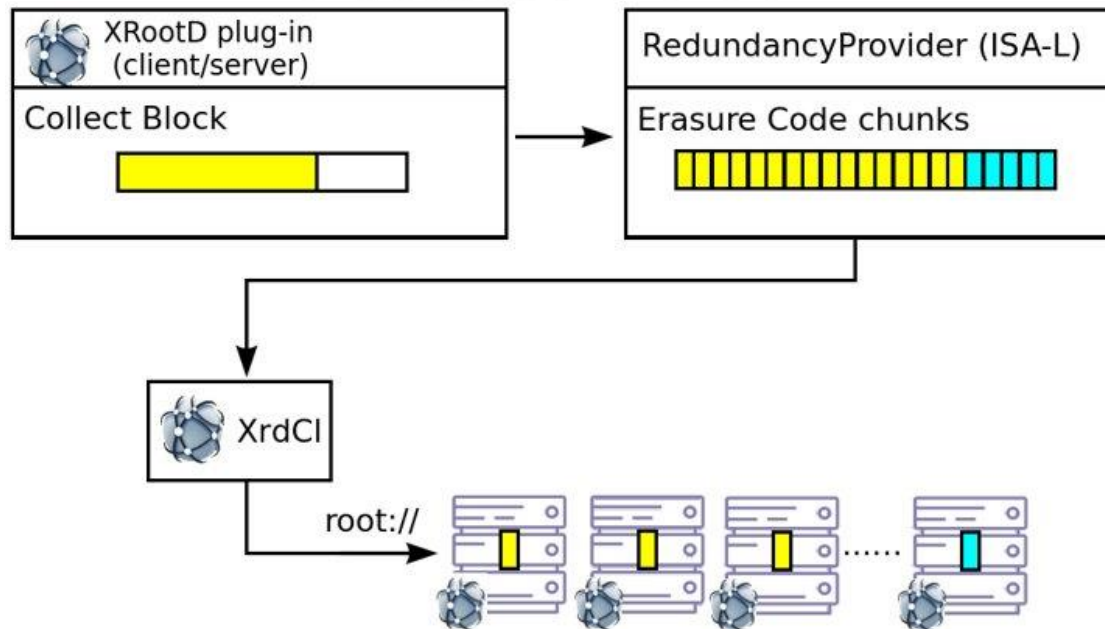 XRootD plug-in
(client/server)
Collect Block
RedundancyProvider (ISA-L)
Erasure Code chunks
XrdCl
root://
......